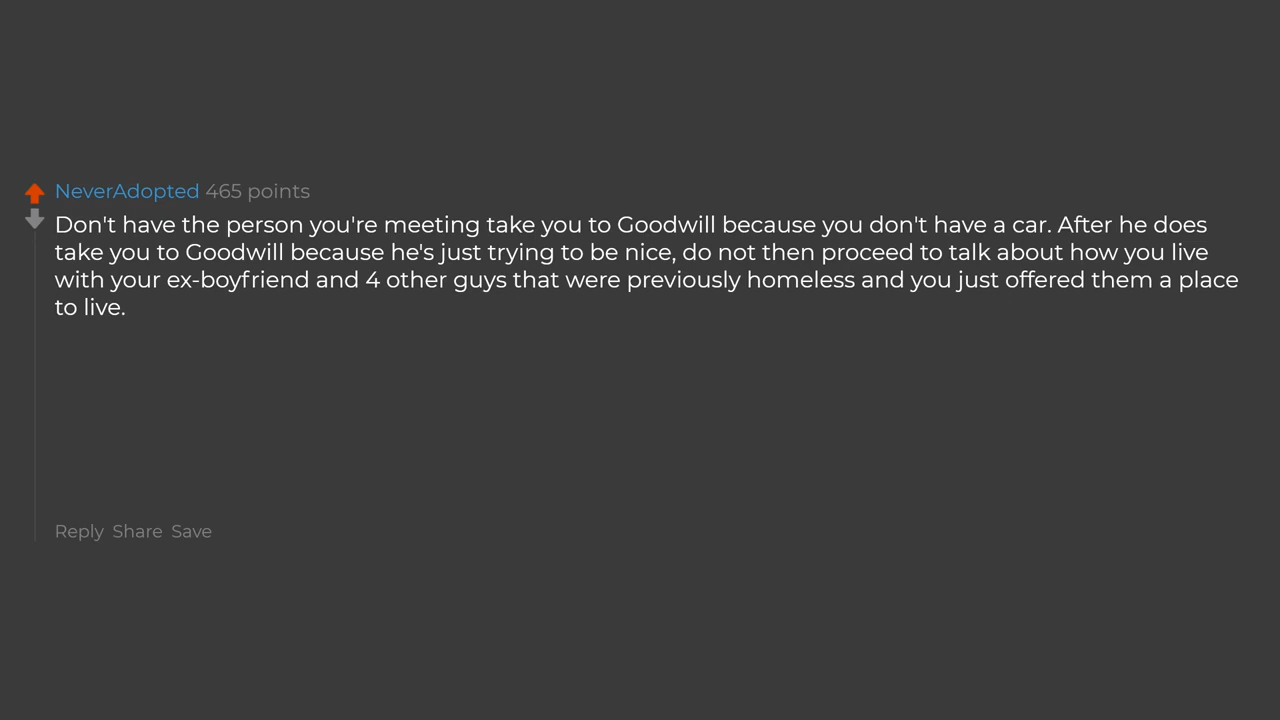 NeverAdopted 465 points
Don't have the person you're meeting take you to Goodwill because you don't have a car. After he does
take you to Goodwill because he's just trying to be nice, do not then proceed to talk about how you live
with your ex-boyfriend and 4 other guys that were previously homeless and you just offered them a place
to live.
Reply Share Save